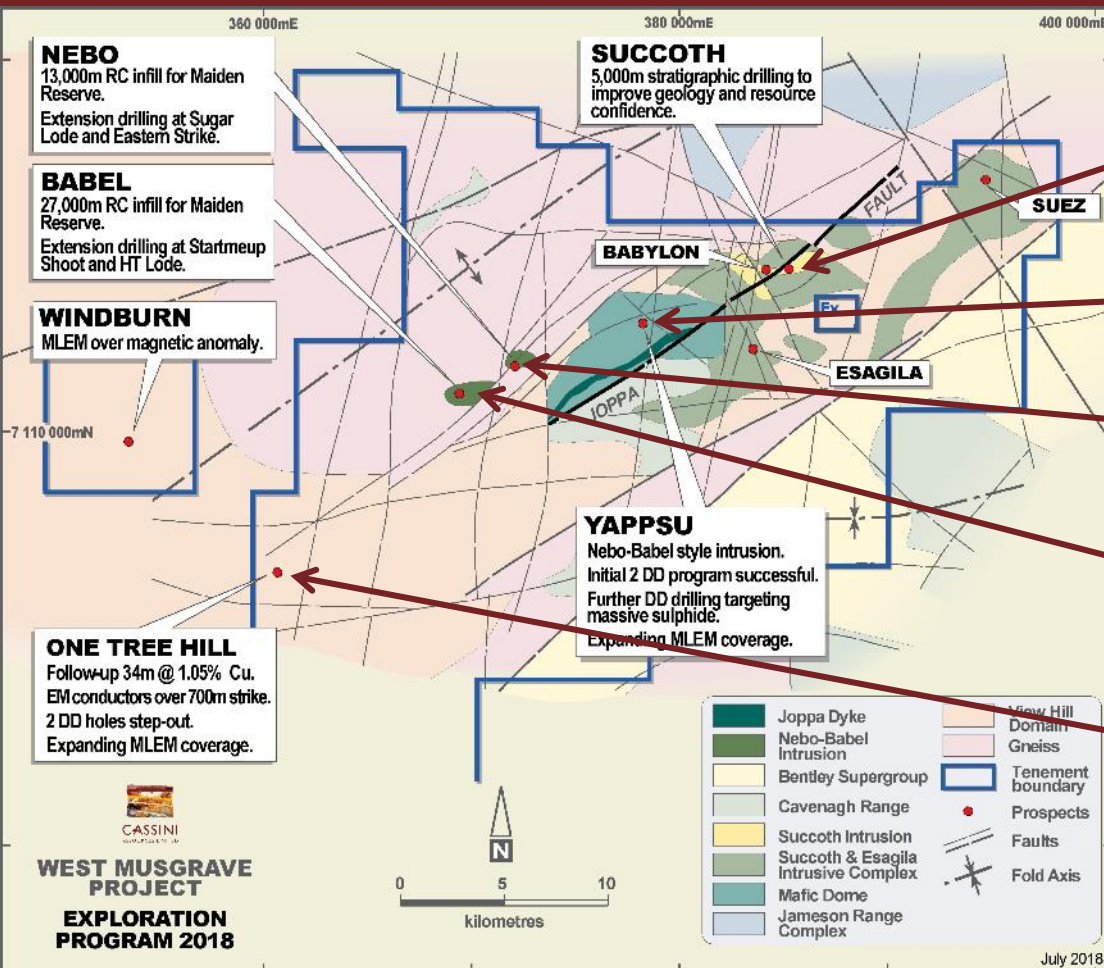 360 000mE
380 000mE
400 000mE
NEBO
13,000m RC infill for Maiden
Reserve.
Extension drilling at Sugar
Lode and Eastern Strike.
SUCCOTH
5,000m stratigraphic drilling to
improve geology and resource
confidence.
BABEL
27,000m RC infill for Maiden
Reserve.
Extension drilling at Startmeup
Shoot and HT Lode.
FAULT
SUEZ
BABYLON
WINDBURN
MLEM over magnetic anomaly.
Ex
ESAGILA
JOPPA
7 110 000mN
YAPPSU
Nebo-Babel style intrusion.
Initial 2 DD program successful.
Further DD drilling targeting
massive sulphide.
Expanding MLEM coverage.
ONE TREE HILL
Follow-up 34m @ 1.05% Cu.
EM conductors over 700m strike.
2 DD holes step-out.
Expanding MLEM coverage.
Joppa Dyke
Nebo-Babel
Intrusion
Bentley Supergroup
Cavenagh Range
Succoth Intrusion
Succoth & Esagila
Intrusive Complex
Mafic Dome
Jameson Range
Complex
View Hill
Domain
Gneiss
Tenement
boundary
Prospects
Faults
Fold Axis
CASSINI
WEST MUSGRAVE
PROJECT
EXPLORATION
PROGRAM 2018
N
0 5 10
kilometres
July 2018